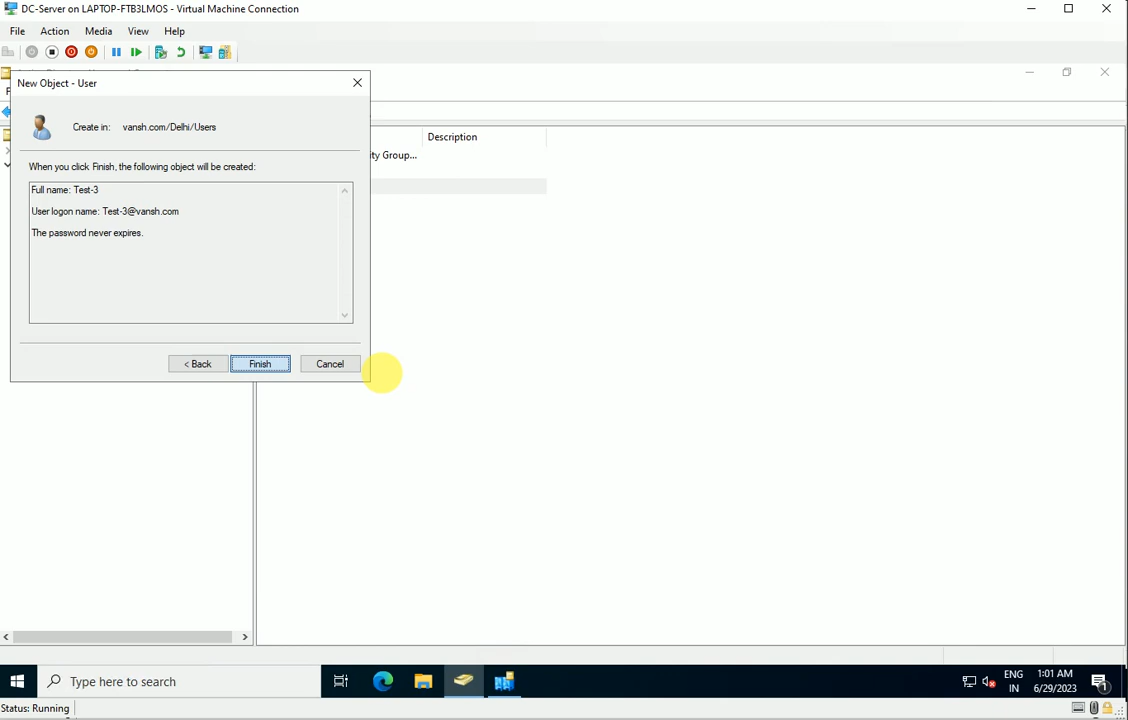 DC-Server on LAPTOP-FTB3LMOS - Virtual Machine Connection
File Action Media View Help
New Object - User
Create in: vansh.com/Delhi/Users
Description
ity Group...
When you click Finish, the following object will be created:
Full name: Test-3
User logon name: Test-3@vansh.com
The password never expires.
< Back Finish Cancel
Type here to search
ENG
IN
1:01 AM
6/29/2023
1
Status: Running